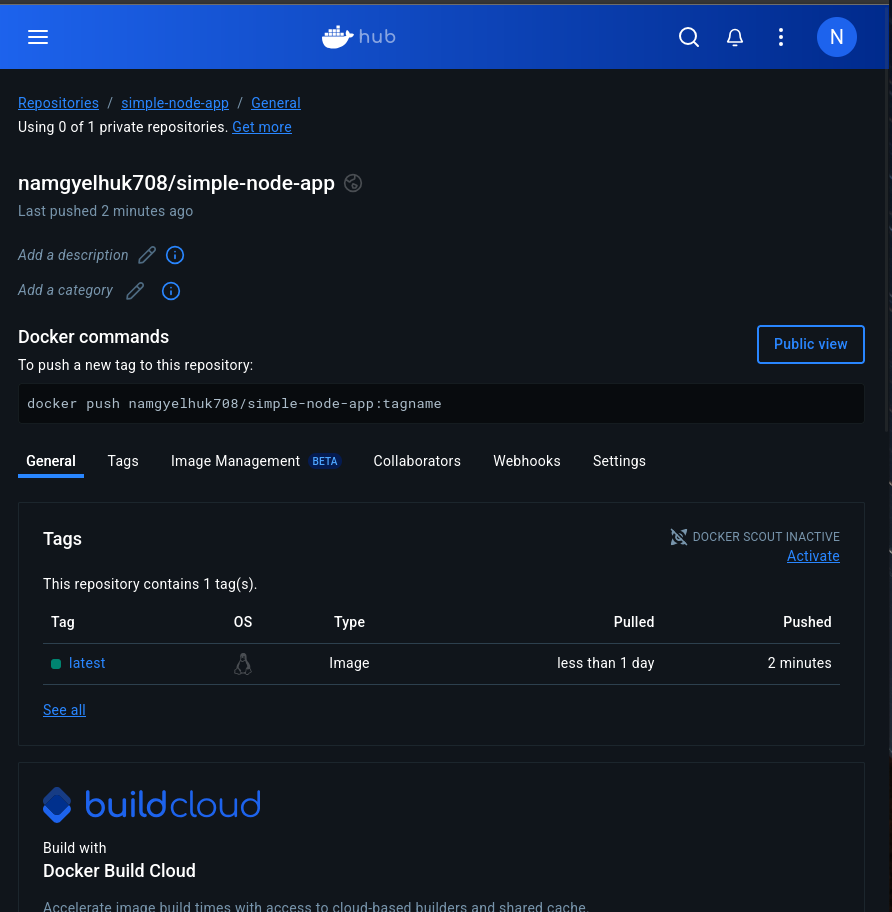 hub
N
Repositories / simple-node-app / General
Using 0 of 1 private repositories. Get more
namgyelhuk708/simple-node-app
Last pushed 2 minutes ago
Add a description
Add a category
Docker commands
Public view
To push a new tag to this repository:
docker push namgyelhuk708/simple-node-app:tagname
General Tags Image Management BETA Collaborators Webhooks Settings
Tags
DOCKER SCOUT INACTIVE
Activate
This repository contains 1 tag(s).
Tag OS Type Pulled Pushed
latest Image less than 1 day 2 minutes
See all
buildcloud
Build with
Docker Build Cloud
Accelerate image build times with access to cloud-based builders and shared cache.